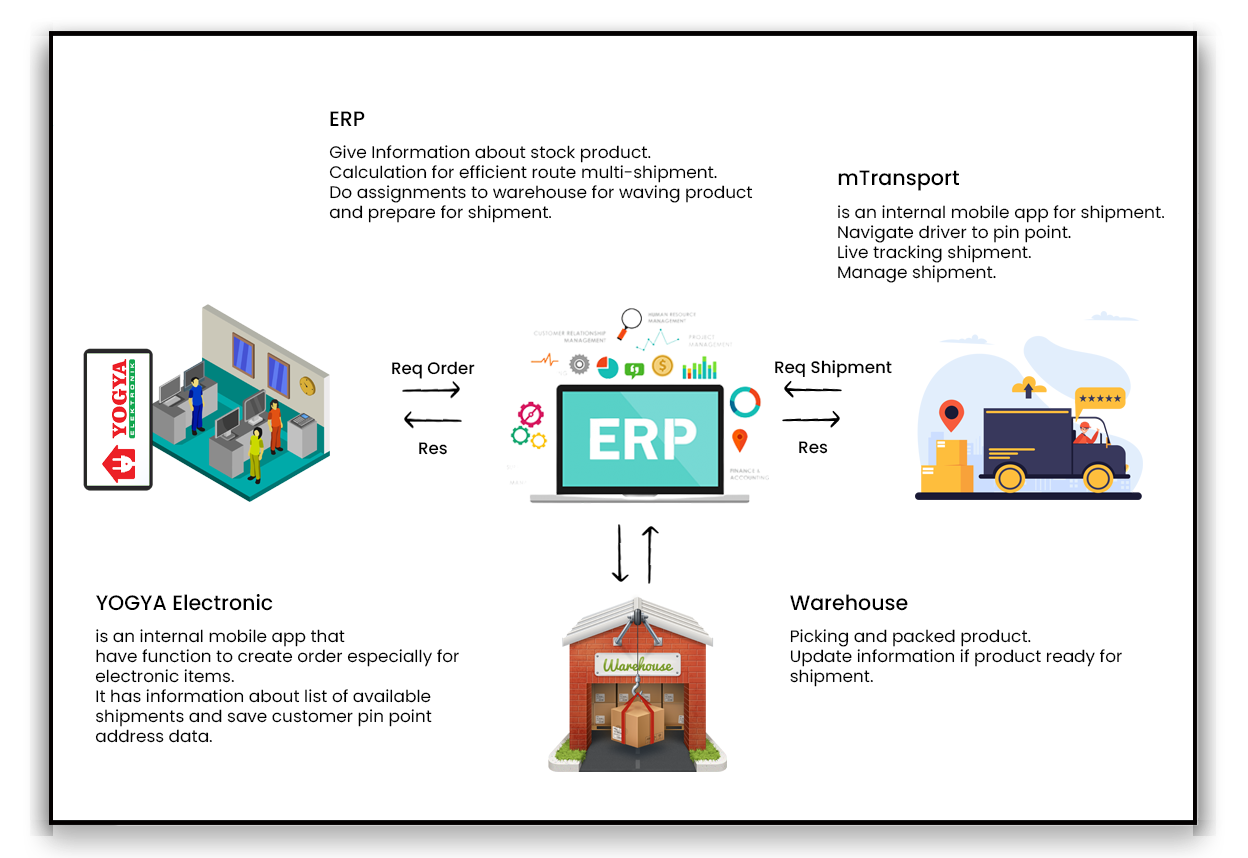 ERP
Give Information about stock product.
Calculation for efficient route multi-shipment.
Do assignments to warehouse for waving product
and prepare for shipment.
mTransport
is an internal mobile app for shipment.
Navigate driver to pin point.
Live tracking shipment.
Manage shipment.
YOGYA
ELEKTRONIK
Req Order
Res
HUMAN RESOURCE
MANAGEMENT
CUSTOMER RELATIONSHIP
MANAGEMENT
PROJECT
MANAGEMENT
ERP
FINANCE &
ACCOUNTING
Req Shipment
Res
YOGYA Electronic
is an internal mobile app that
have function to create order especially for
electronic items.
It has information about list of available
shipments and save customer pin point
address data.
Warehouse
Warehouse
Picking and packed product.
Update information if product ready for
shipment.